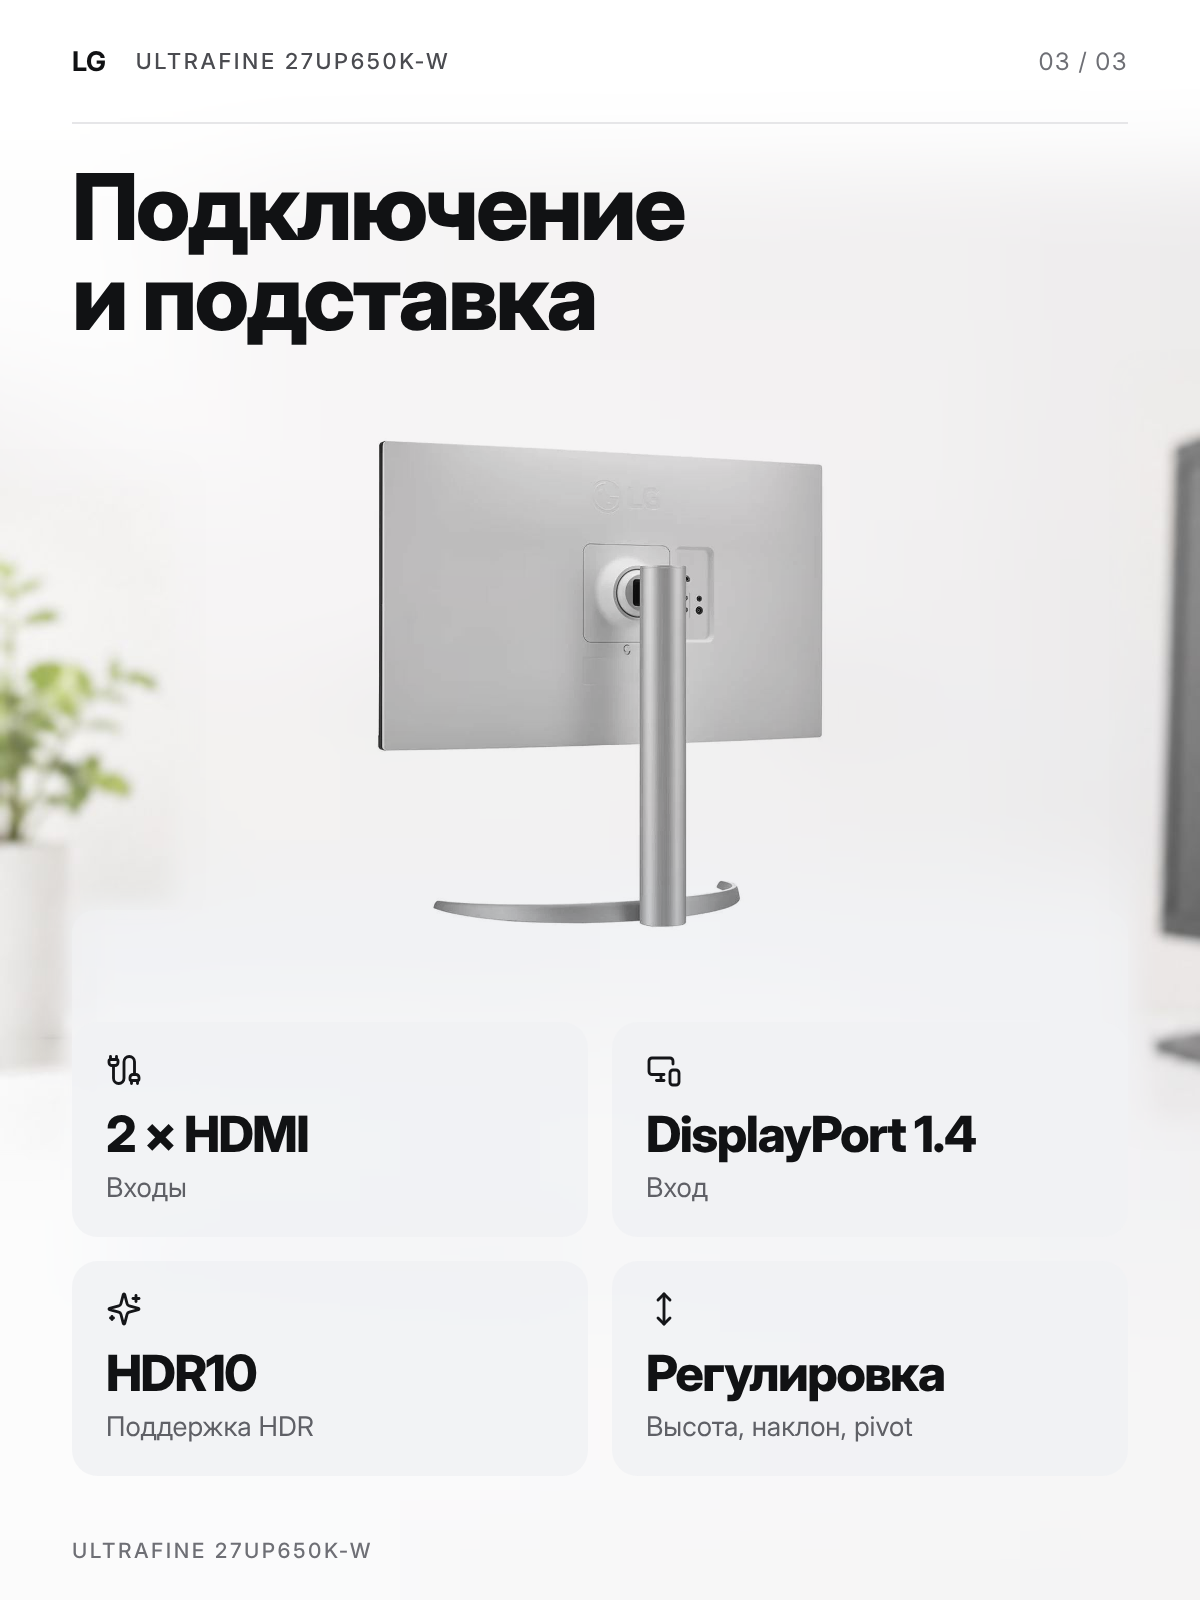 LG ULTRAFINE 27UP650K-W 03 / 03
Подключение
и подставка
LG
2 × HDMI
Входы
DisplayPort 1.4
Вход
HDR10
Поддержка HDR
Регулировка
Высота, наклон, pivot
ULTRAFINE 27UP650K-W